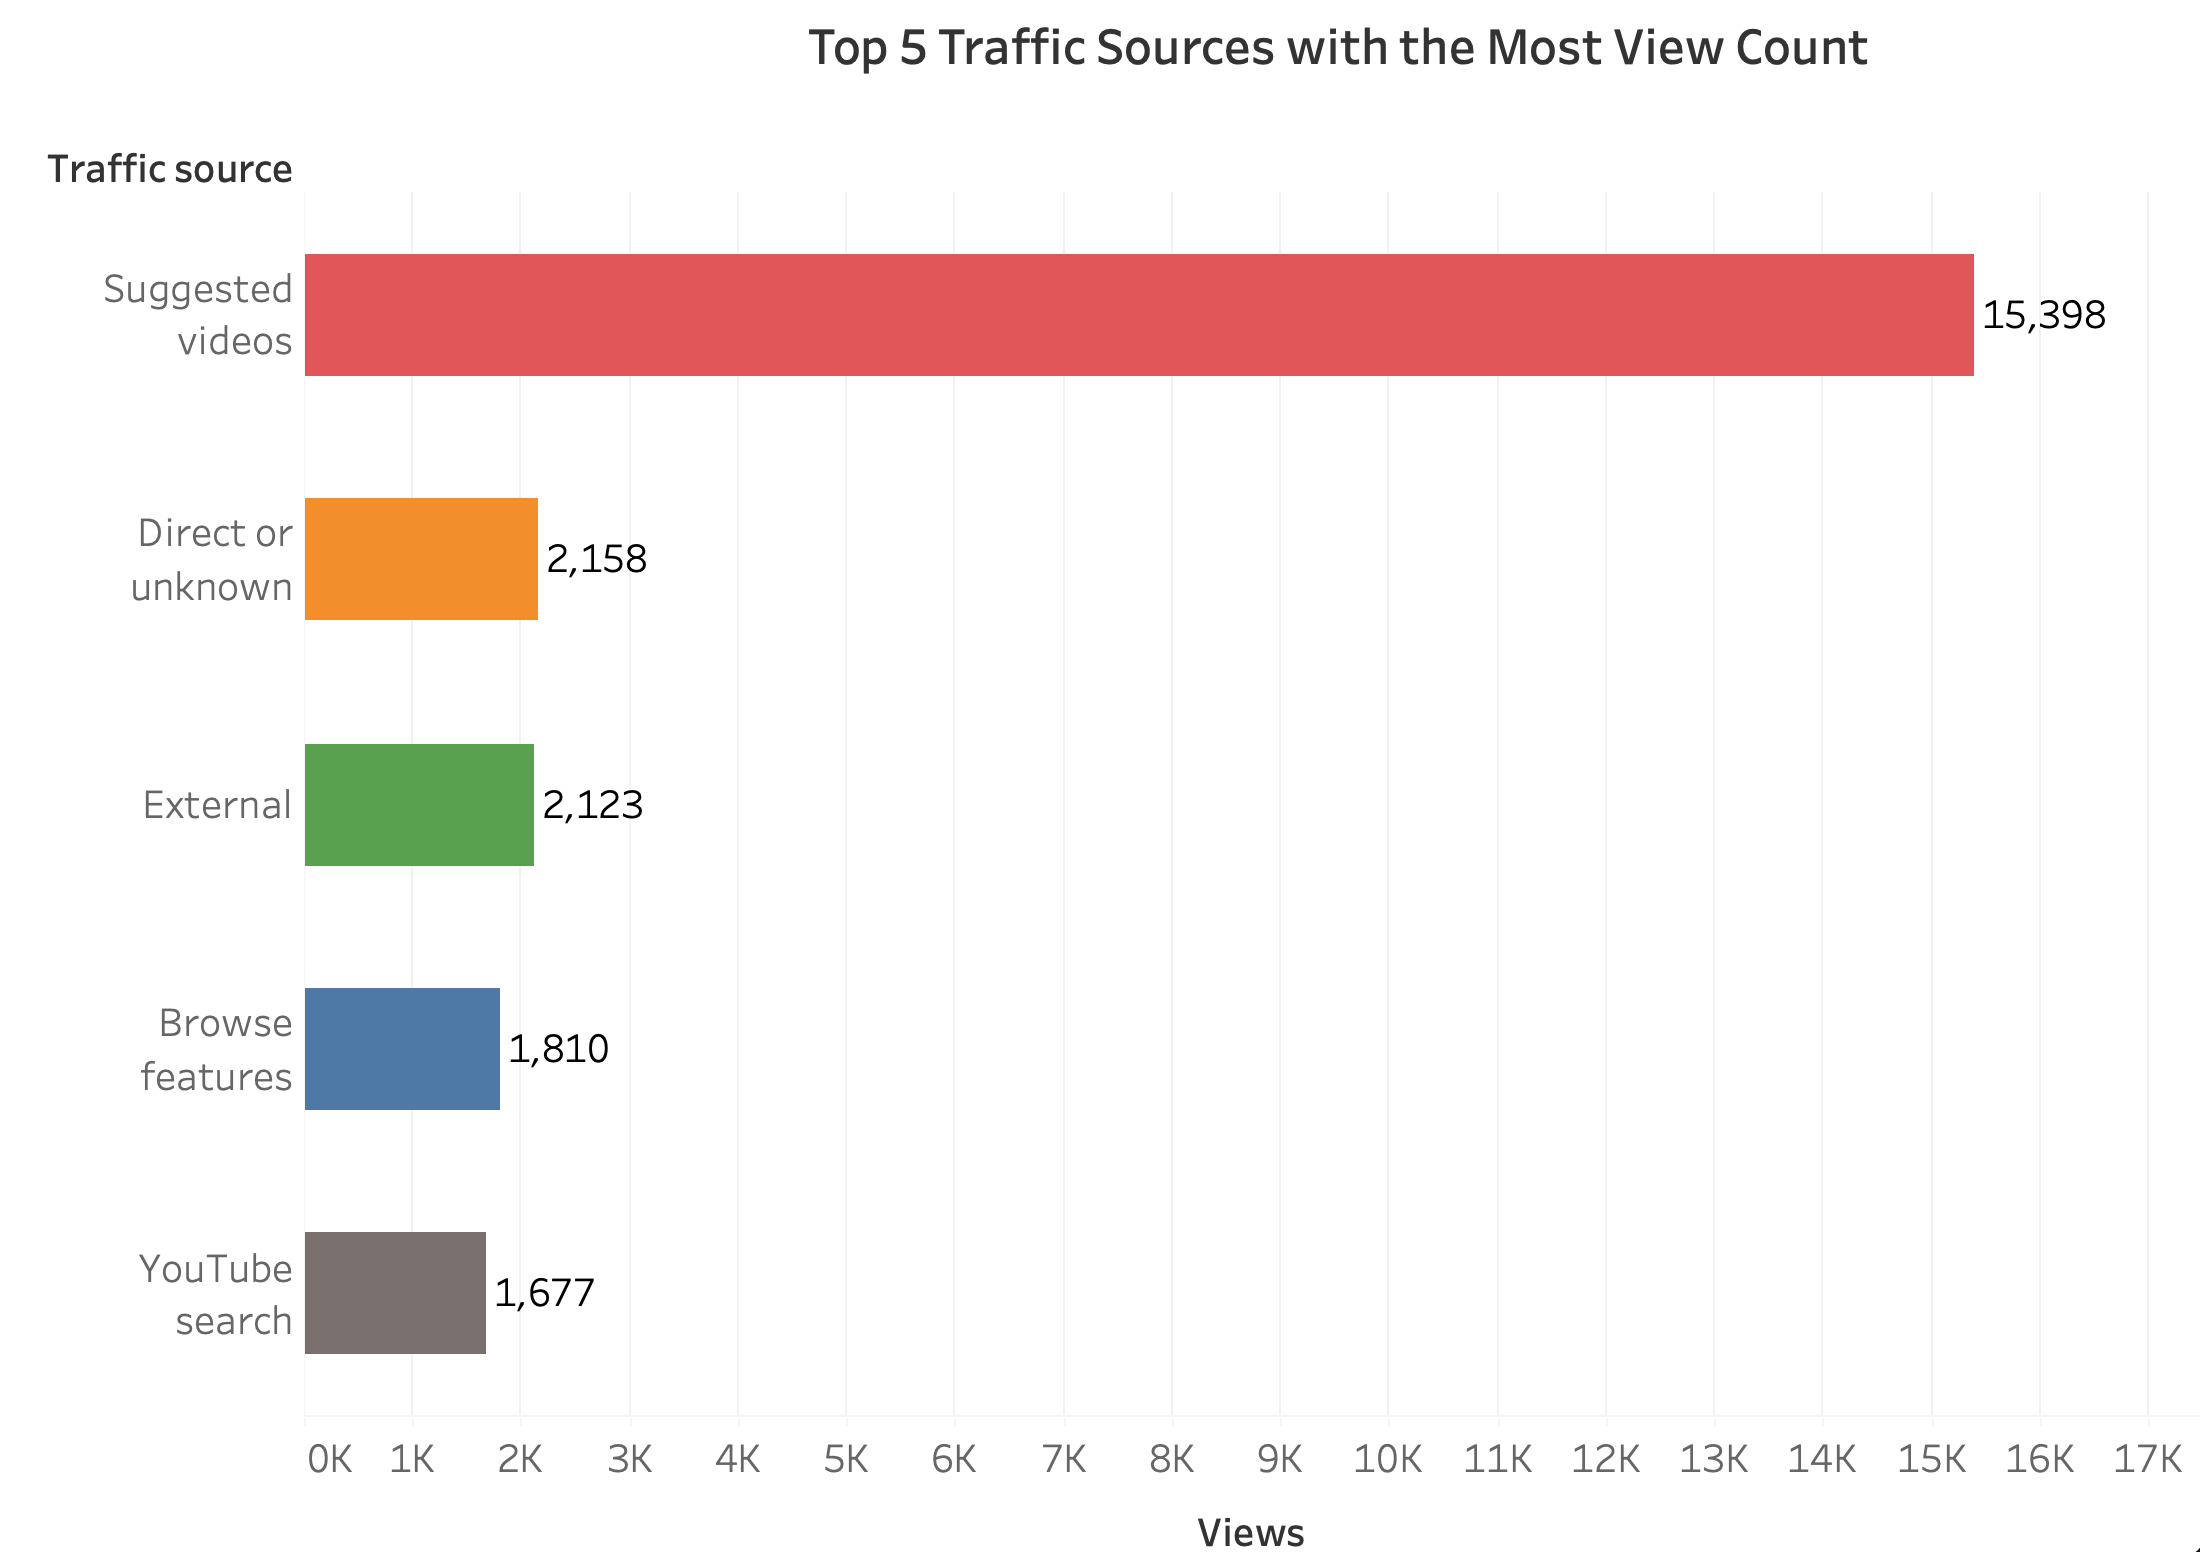 Top 5 Traffic Sources with the Most View Count
Traffic source
Suggested
videos
15,398
Direct or
unknown
2,158
External
2,123
Browse
features
1,810
YouTube
search
1,677
0K 1K 2K 3K 4K 5K 6K 7K 8K 9K 10K 11K 12K 13K 14K 15K 16K 17K
Views